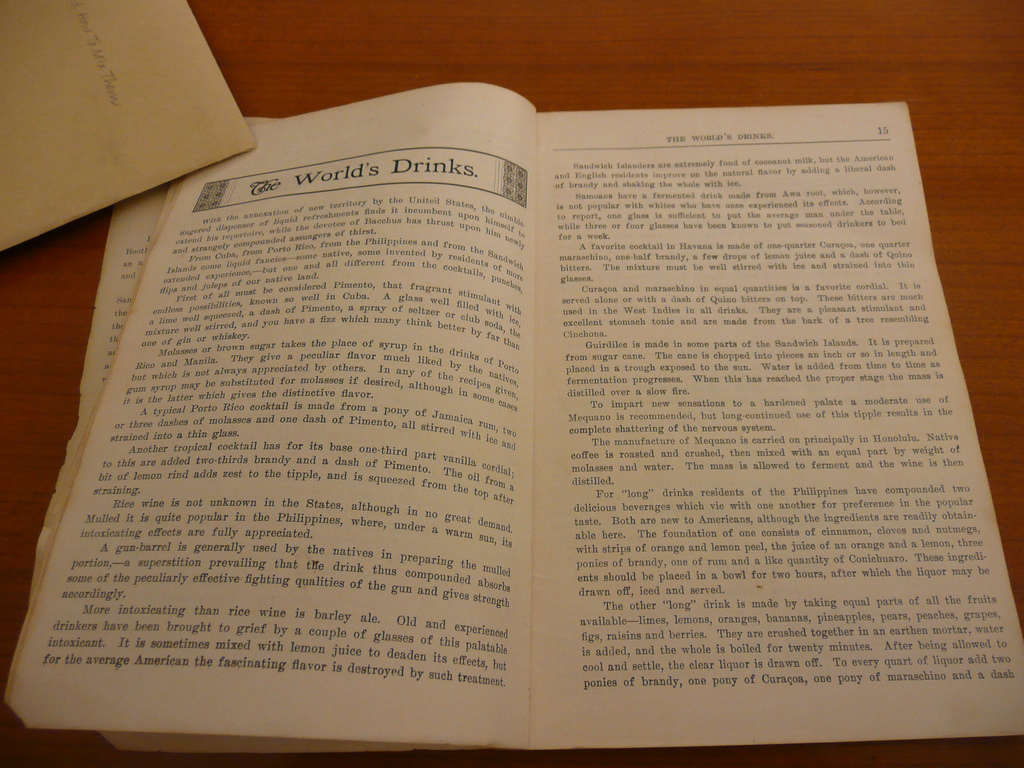 & How To Mix Them
The World's Drinks.
With the annexation of new territory by the United States, the nimble-
fingered dispenser of liquid refreshments finds it incumbent upon himself to
extend his repertoire, while the devotee of Bacchus has thrust upon him newly
and strangely compounded assuagers of thirst.
From Cuba, from Porto Rico, from the Philippines and from the Sandwich
Islands come liquid fancies—some native, some invented by residents of more
extended experience,—but one and all different from the cocktails, punches,
flips and juleps of our native land.
First of all must be considered Pimento, that fragrant stimulant with
endless possibilities, known so well in Cuba. A glass well filled with ice,
a lime well squeezed, a dash of Pimento, a spray of seltzer or club soda, the
mixture well stirred, and you have a fizz which many think better by far than
one of gin or whiskey.
Molasses or brown sugar takes the place of syrup in the drinks of Porto
Rico and Manila. They give a peculiar flavor much liked by the natives,
but which is not always appreciated by others. In any of the recipes given,
gum syrup may be substituted for molasses if desired, although in some cases
it is the latter which gives the distinctive flavor.
A typical Porto Rico cocktail is made from a pony of Jamaica rum, two
or three dashes of molasses and one dash of Pimento, all stirred with ice and
strained into a thin glass.
Another tropical cocktail has for its base one-third part vanilla cordial;
to this are added two-thirds brandy and a dash of Pimento. The oil from a
bit of lemon rind adds zest to the tipple, and is squeezed from the top after
straining.
Rice wine is not unknown in the States, although in no great demand.
Mulled it is quite popular in the Philippines, where, under a warm sun, its
intoxicating effects are fully appreciated.
A gun-barrel is generally used by the natives in preparing the mulled
portion,—a superstition prevailing that the drink thus compounded absorbs
some of the peculiarly effective fighting qualities of the gun and gives strength
accordingly.
More intoxicating than rice wine is barley ale. Old and experienced
drinkers have been brought to grief by a couple of glasses of this palatable
intoxicant. It is sometimes mixed with lemon juice to deaden its effects, but
for the average American the fascinating flavor is destroyed by such treatment.
THE WORLD'S DRINKS. 15
Sandwich Islanders are extremely fond of cocoanut milk, but the American
and English residents improve on the natural flavor by adding a liberal dash
of brandy and shaking the whole with ice.
Samoans have a fermented drink made from Awa root, which, however,
is not popular with whites who have once experienced its effects. According
to report, one glass is sufficient to put the average man under the table,
while three or four glasses have been known to put seasoned drinkers to bed
for a week.
A favorite cocktail in Havana is made of one-quarter Curaçoa, one quarter
maraschino, one-half brandy, a few drops of lemon juice and a dash of Quino
bitters. The mixture must be well stirred with ice and strained into thin
glasses.
Curaçoa and maraschino in equal quantities is a favorite cordial. It is
served alone or with a dash of Quino bitters on top. These bitters are much
used in the West Indies in all drinks. They are a pleasant stimulant and
excellent stomach tonic and are made from the bark of a tree resembling
Cinchona.
Guirdilec is made in some parts of the Sandwich Islands. It is prepared
from sugar cane. The cane is chopped into pieces an inch or so in length and
placed in a trough exposed to the sun. Water is added from time to time as
fermentation progresses. When this has reached the proper stage the mass is
distilled over a slow fire.
To impart new sensations to a hardened palate a moderate use of
Mequano is recommended, but long-continued use of this tipple results in the
complete shattering of the nervous system.
The manufacture of Mequano is carried on principally in Honolulu. Native
coffee is roasted and crushed, then mixed with an equal part by weight of
molasses and water. The mass is allowed to ferment and the wine is then
distilled.
For "long" drinks residents of the Philippines have compounded two
delicious beverages which vie with one another for preference in the popular
taste. Both are new to Americans, although the ingredients are readily obtain-
able here. The foundation of one consists of cinnamon, cloves and nutmegs,
with strips of orange and lemon peel, the juice of an orange and a lemon, three
ponies of brandy, one of rum and a like quantity of Conichuaro. These ingredi-
ents should be placed in a bowl for two hours, after which the liquor may be
drawn off, iced and served.
The other "long" drink is made by taking equal parts of all the fruits
available—limes, lemons, oranges, bananas, pineapples, pears, peaches, grapes,
figs, raisins and berries. They are crushed together in an earthen mortar, water
is added, and the whole is boiled for twenty minutes. After being allowed to
cool and settle, the clear liquor is drawn off. To every quart of liquor add two
ponies of brandy, one pony of Curaçoa, one pony of maraschino and a dash